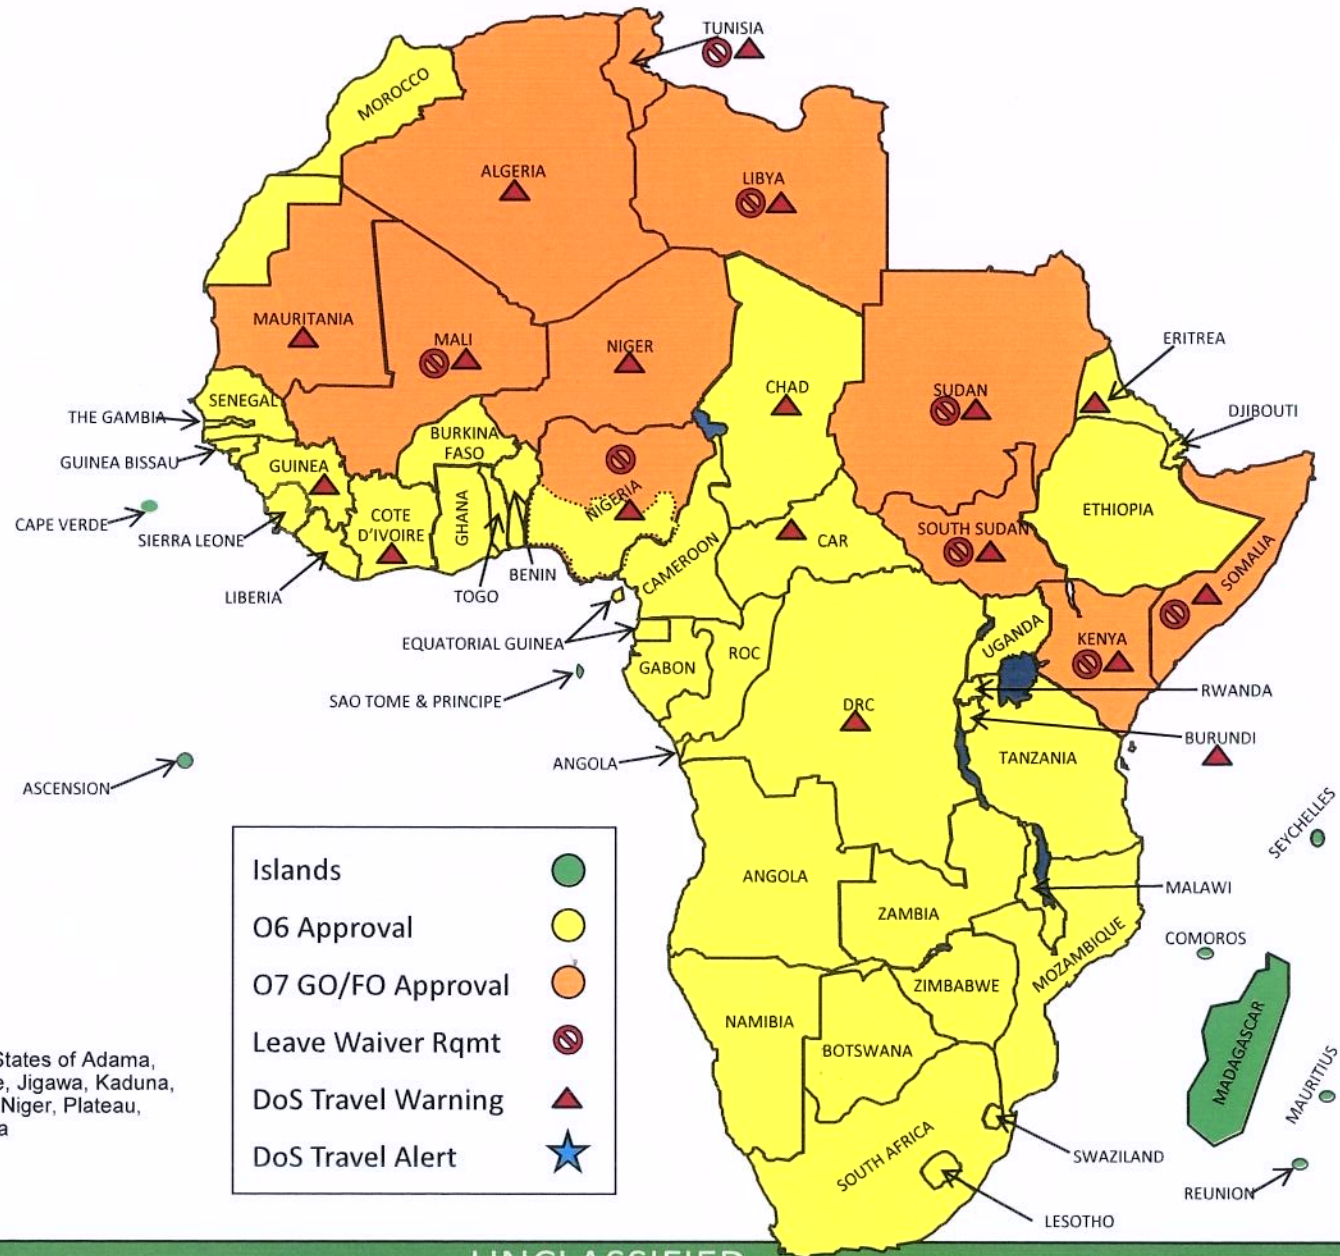 TUNISIA
MOROCCO
ALGERIA
LIBYA
MAURITANIA
MALI
NIGER
CHAD
SUDAN
ERITREA
DJIBOUTI
SENEGAL
THE GAMBIA
BURKINA
FASO
GUINEA BISSAU
GUINEA
NIGERIA
ETHIOPIA
CAPE VERDE
SIERRA LEONE
COTE
D'IVOIRE
GHANA
SOUTH SUDAN
CAR
CAMEROON
SOMALIA
LIBERIA
TOGO
BENIN
EQUATORIAL GUINEA
GABON
ROC
UGANDA
KENYA
SAO TOME & PRINCIPE
DRC
RWANDA
BURUNDI
ANGOLA
TANZANIA
ASCENSION
SEYCHELLES
ANGOLA
MALAWI
ZAMBIA
COMOROS
MOZAMBIQUE
ZIMBABWE
NAMIBIA
BOTSWANA
MADAGASCAR
MAURITIUS
SOUTH AFRICA
SWAZILAND
REUNION
LESOTHO
Islands
O6 Approval
O7 GO/FO Approval
Leave Waiver Rqmt
DoS Travel Warning
DoS Travel Alert
States of Adama,
e, Jigawa, Kaduna,
Niger, Plateau,
a
UNCLASSIFIED